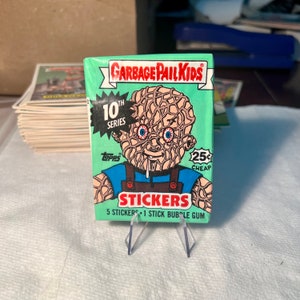 GARBAGE PAIL KIDS
10TH
SERIES
TOPPS
25¢
CHEAP
STICKERS
5 STICKERS • 1 STICK BUBBLE GUM